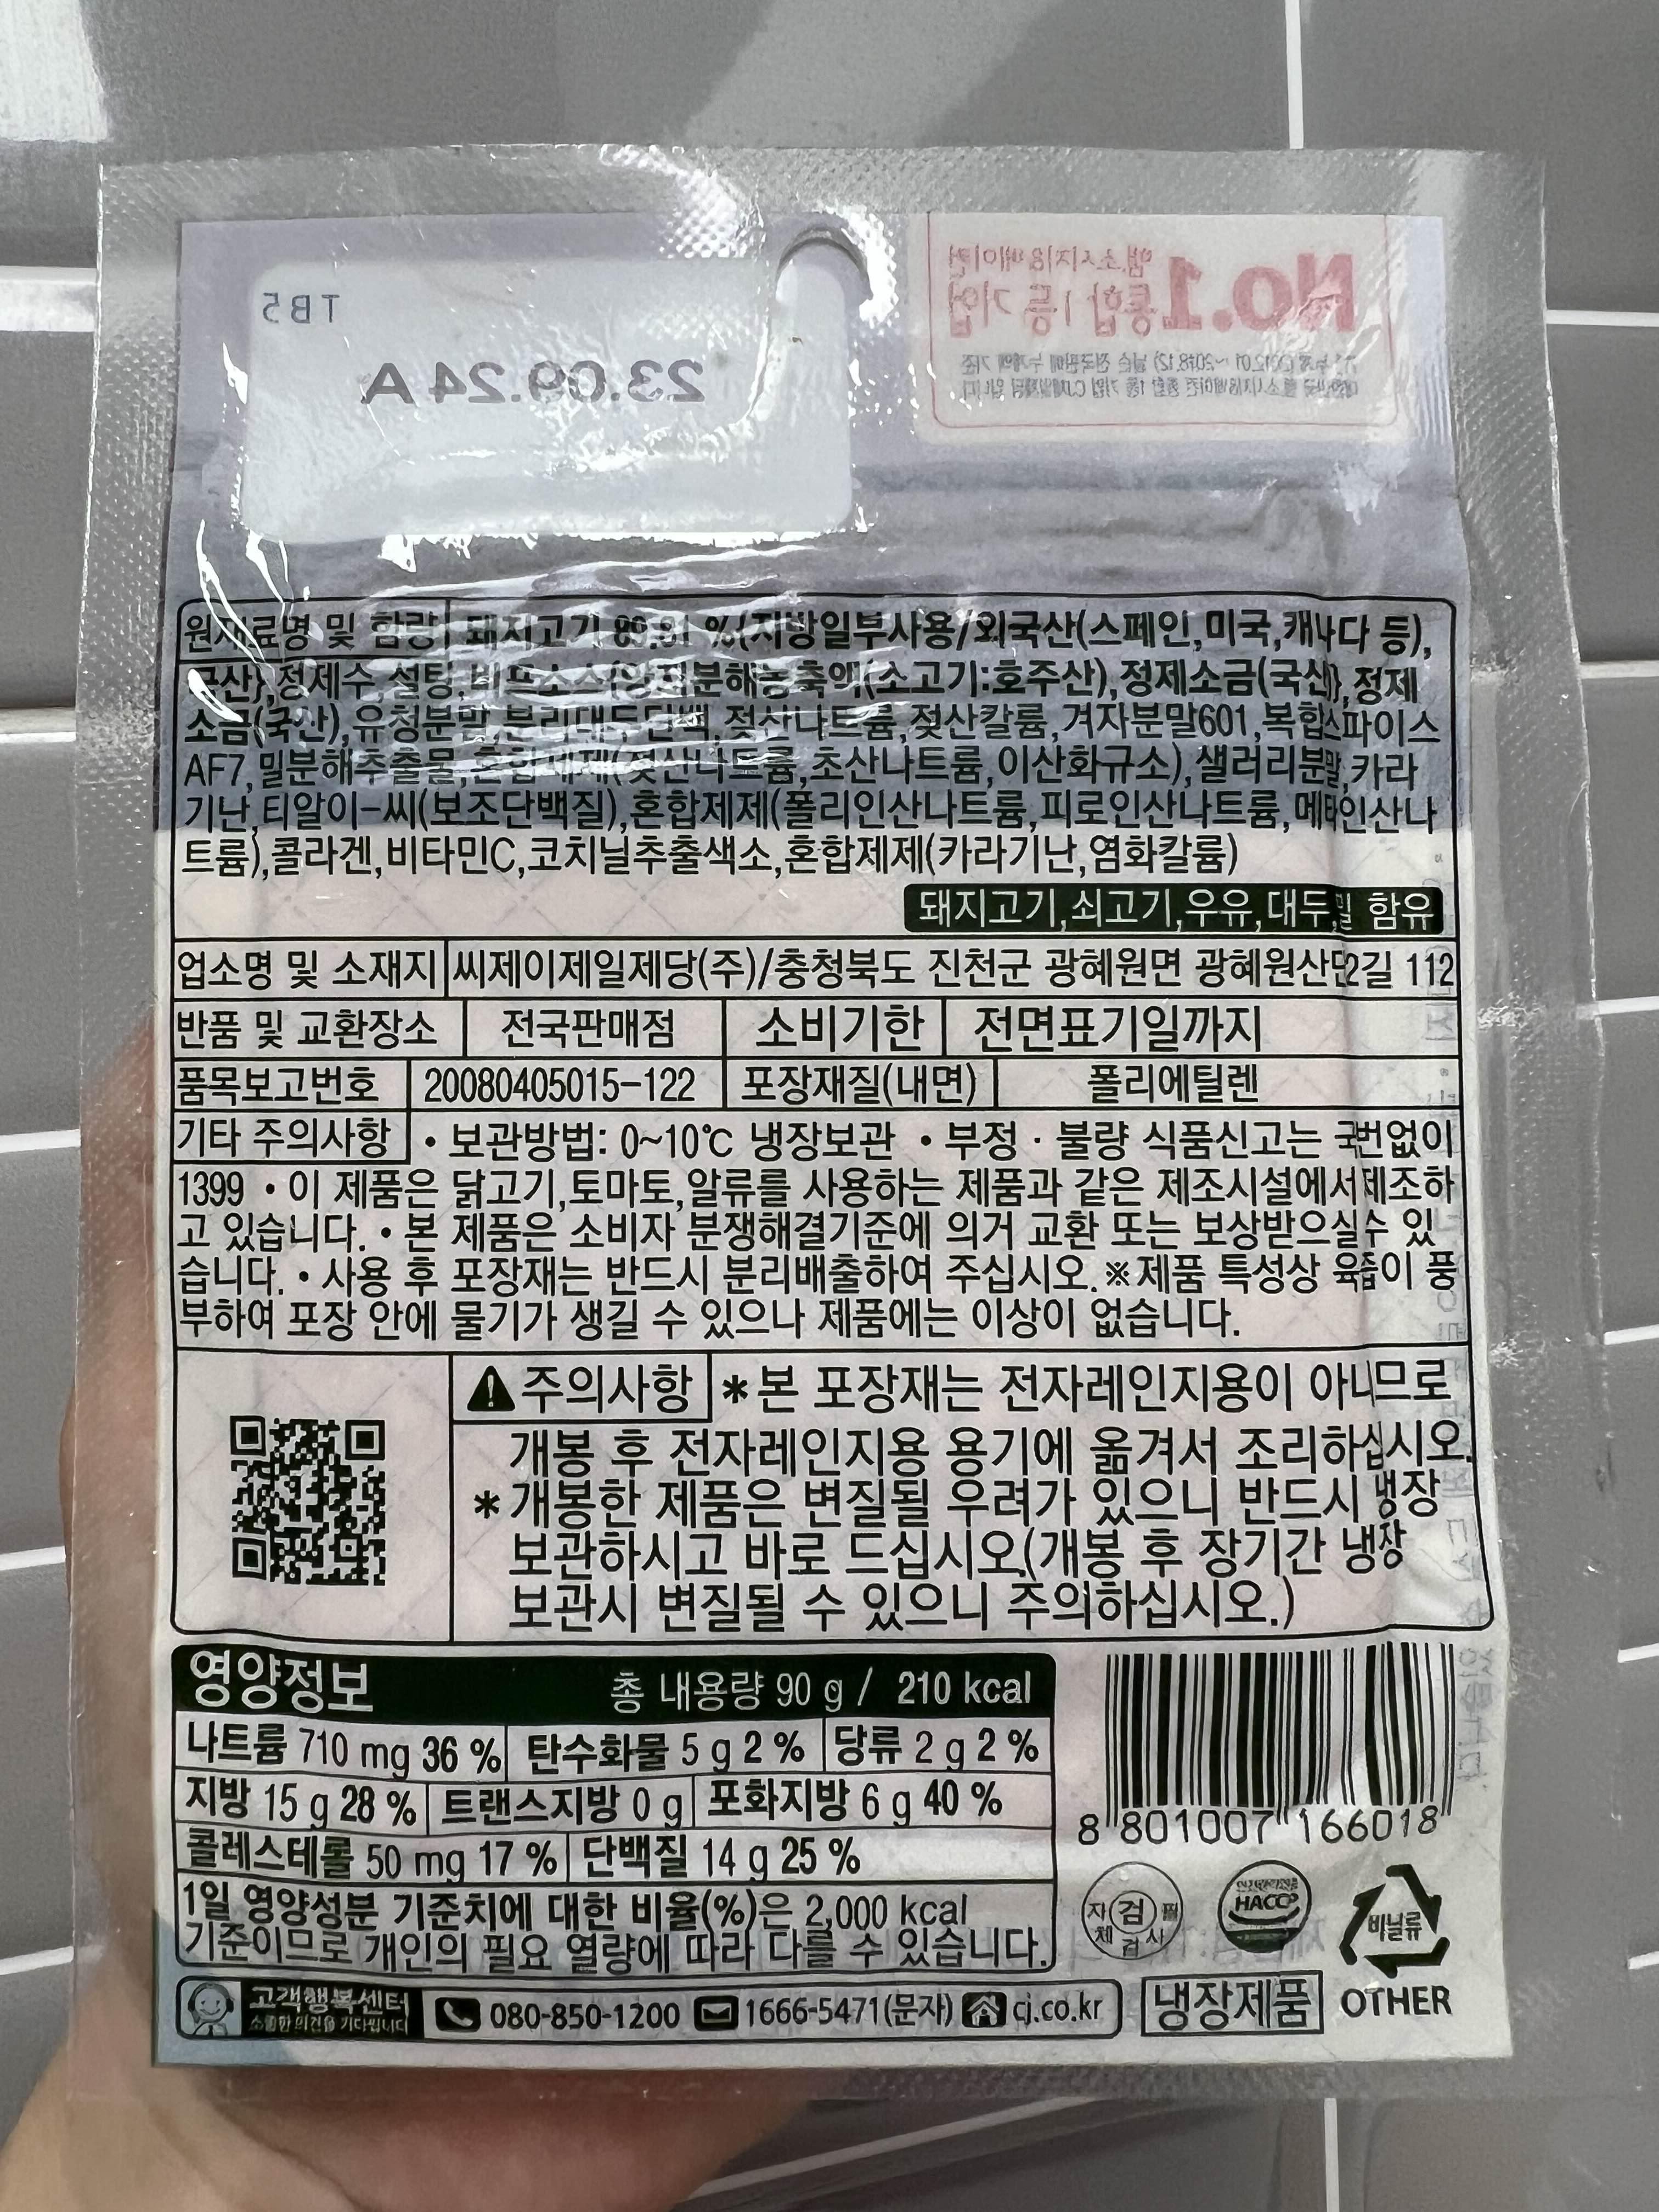 TB5
23.09.24 A
No.1 통합 1등 기업
원재료명 및 함량 돼지고기 %(지방일부사용/외국산(스페인,미국,캐나다 등),
국산},정제수,설탕,비프소스{양지분해농축액(소고기:호주산),정제소금(국산)},정제
소금(국산),유청분말,분리대두단백,젖산나트륨,젖산칼륨,겨자분말601,복합스파이스
AF7,밀분해추출물,혼합제제(젖산나트륨,초산나트륨,이산화규소),샐러리분말,카라
기난,티알이-씨(보조단백질),혼합제제(폴리인산나트륨,피로인산나트륨,메타인산나
트륨),콜라겐,비타민C,코치닐추출색소,혼합제제(카라기난,염화칼륨)
돼지고기,쇠고기,우유,대두,밀 함유
업소명 및 소재지 씨제이제일제당(주)/충청북도 진천군 광혜원면 광혜원산단2길 112
반품 및 교환장소 전국판매점 소비기한 전면표기일까지
품목보고번호 20080405015-122 포장재질(내면) 폴리에틸렌
기타 주의사항 • 보관방법: 0~10℃ 냉장보관 • 부정 · 불량 식품신고는 국번없이
1399 • 이 제품은 닭고기,토마토,알류를 사용하는 제품과 같은 제조시설에서 제조하
고 있습니다. • 본 제품은 소비자 분쟁해결기준에 의거 교환 또는 보상받으실 수 있
습니다. • 사용 후 포장재는 반드시 분리배출하여 주십시오. ※제품 특성상 육즙이 풍
부하여 포장 안에 물기가 생길 수 있으나 제품에는 이상이 없습니다.
주의사항 *본 포장재는 전자레인지용이 아니므로
개봉 후 전자레인지용 용기에 옮겨서 조리하십시오.
*개봉한 제품은 변질될 우려가 있으니 반드시 냉장
보관하시고 바로 드십시오.(개봉 후 장기간 냉장
보관시 변질될 수 있으니 주의하십시오.)
영양정보 총 내용량 90 g / 210 kcal
나트륨 710 mg 36 % 탄수화물 5 g 2 % 당류 2 g 2 %
지방 15 g 28 % 트랜스지방 0 g 포화지방 6 g 40 %
콜레스테롤 50 mg 17 % 단백질 14 g 25 %
1일 영양성분 기준치에 대한 비율(%)은 2,000 kcal
기준이므로 개인의 필요 열량에 따라 다를 수 있습니다.
8 801007 166018
자체검사필 검
HACCP
비닐류
OTHER
고객행복센터
소중한 의견을 기다립니다
080-850-1200 1666-5471(문자) cj.co.kr
냉장제품